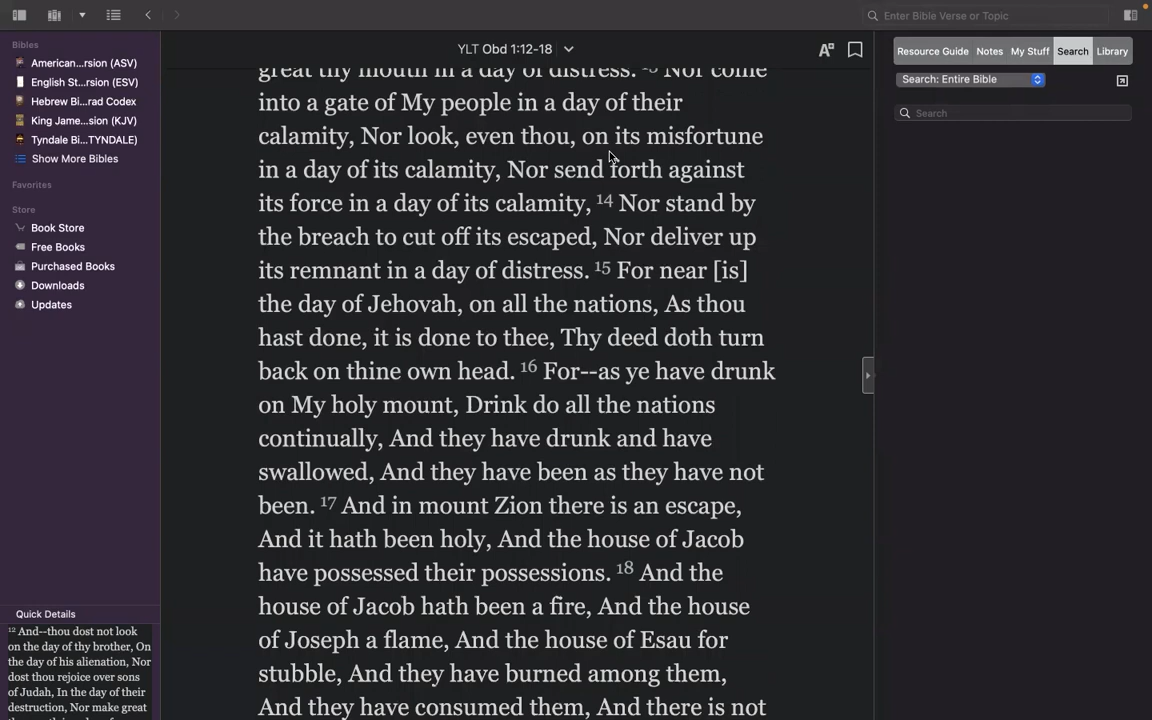 Enter Bible Verse or Topic
Bibles
American...rsion (ASV)
English St...rsion (ESV)
Hebrew Bi...rad Codex
King Jame...sion (KJV)
Tyndale Bi...TYNDALE)
Show More Bibles
Favorites
Store
Book Store
Free Books
Purchased Books
Downloads
Updates
Quick Details
12 And--thou dost not look
on the day of thy brother, On
the day of his alienation, Nor
dost thou rejoice over sons
of Judah, In the day of their
destruction, Nor make great
YLT Obd 1:12-18
great thy mouth in a day of distress. 13 Nor come
into a gate of My people in a day of their
calamity, Nor look, even thou, on its misfortune
in a day of its calamity, Nor send forth against
its force in a day of its calamity, 14 Nor stand by
the breach to cut off its escaped, Nor deliver up
its remnant in a day of distress. 15 For near [is]
the day of Jehovah, on all the nations, As thou
hast done, it is done to thee, Thy deed doth turn
back on thine own head. 16 For--as ye have drunk
on My holy mount, Drink do all the nations
continually, And they have drunk and have
swallowed, And they have been as they have not
been. 17 And in mount Zion there is an escape,
And it hath been holy, And the house of Jacob
have possessed their possessions. 18 And the
house of Jacob hath been a fire, And the house
of Joseph a flame, And the house of Esau for
stubble, And they have burned among them,
And they have consumed them, And there is not
Resource Guide Notes My Stuff Search Library
Search: Entire Bible
Search